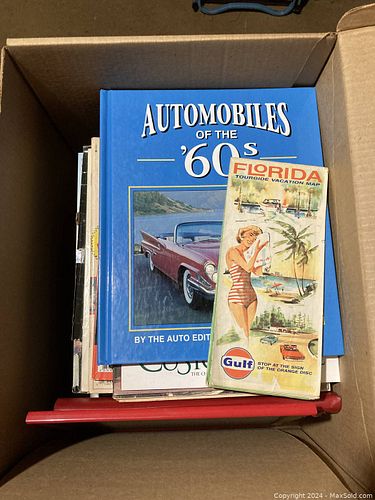 AUTOMOBILES
OF THE
'60s
BY THE AUTO EDIT
FLORIDA
TOURGIDE VACATION MAP
Gulf
STOP AT THE SIGN
OF THE ORANGE DISC
THE O
Copyright © 2024 - MaxSold.com